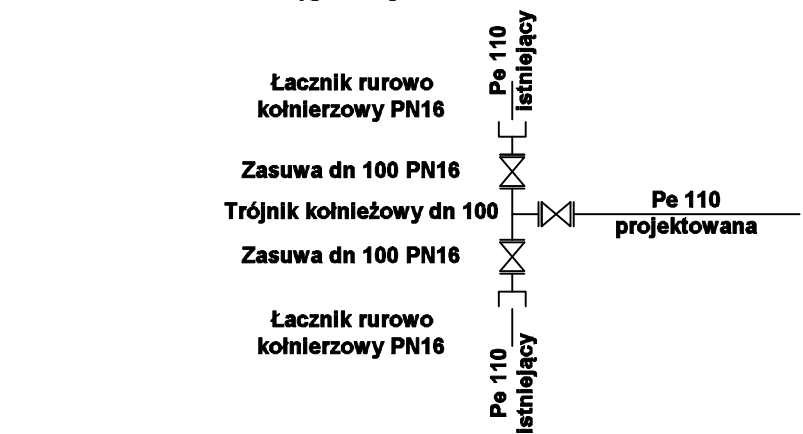 Pe 110
istniejący
Łacznik rurowo
kołnierzowy PN16
Zasuwa dn 100 PN16
Trójnik kołnieżowy dn 100
Pe 110
projektowana
Zasuwa dn 100 PN16
Łacznik rurowo
kołnierzowy PN16
Pe 110
istniejący